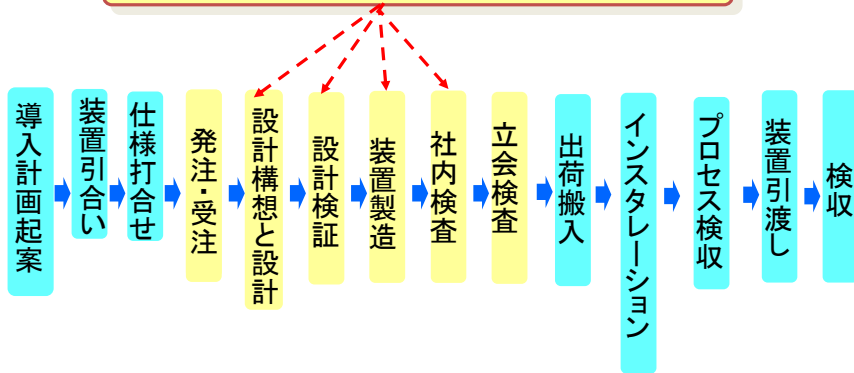 導入計画起案
装置引合い
仕様打合せ
発注・受注
設計構想と設計
設計検証
装置製造
社内検査
立会検査
出荷搬入
インスタレーション
プロセス検収
装置引渡し
検収